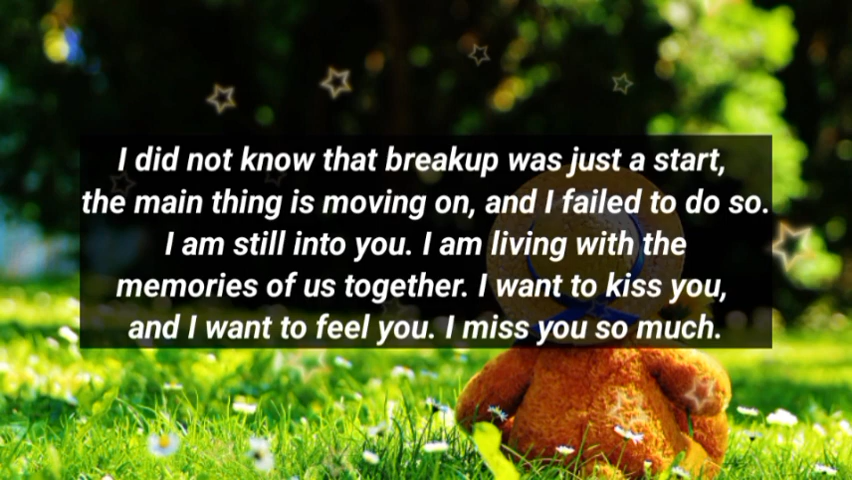 I did not know that breakup was just a start,
the main thing is moving on, and I failed to do so.
I am still into you. I am living with the
memories of us together. I want to kiss you,
and I want to feel you. I miss you so much.